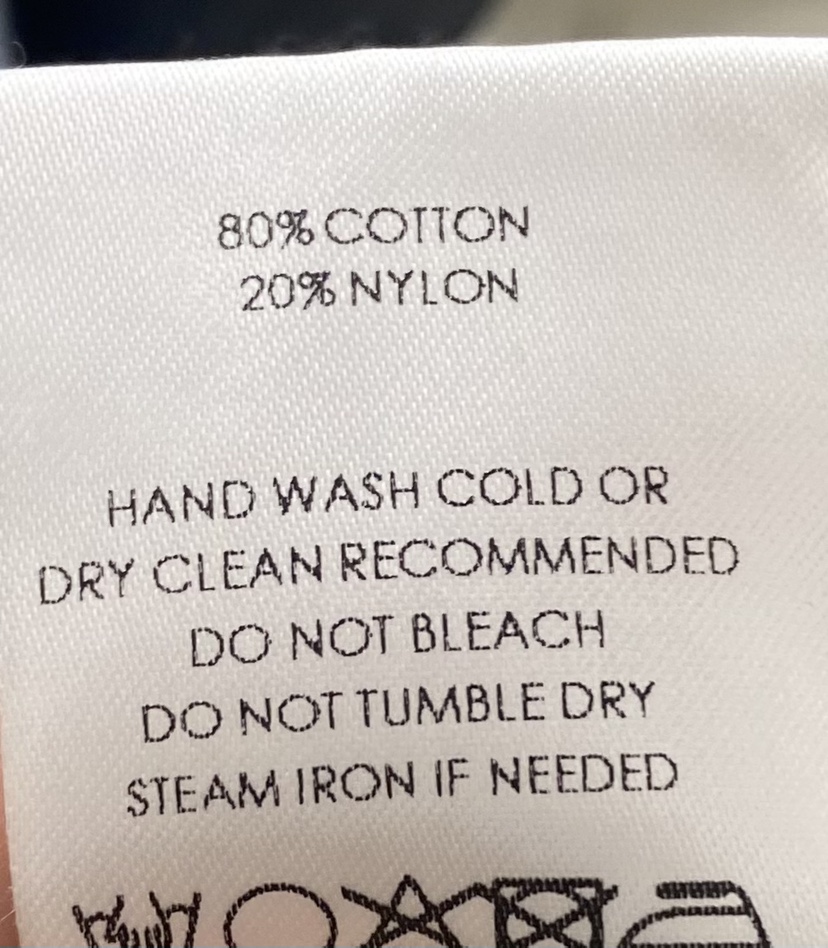 80% COTTON
20% NYLON
HAND WASH COLD OR
DRY CLEAN RECOMMENDED
DO NOT BLEACH
DO NOT TUMBLE DRY
STEAM IRON IF NEEDED